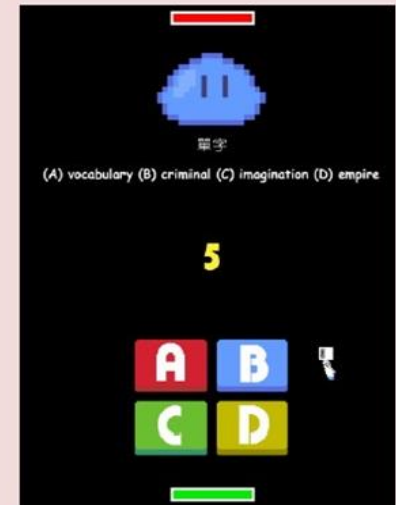 單字
(A) vocabulary (B) criminal (C) imagination (D) empire
5
A B
C D